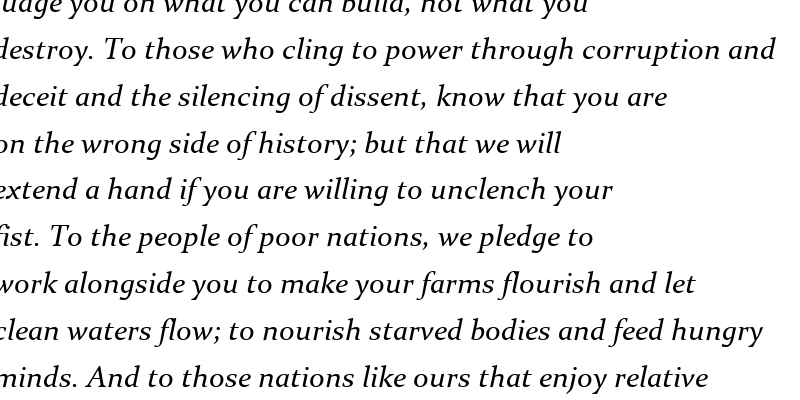 judge you on what you can build, not what you
destroy. To those who cling to power through corruption and
deceit and the silencing of dissent, know that you are
on the wrong side of history; but that we will
extend a hand if you are willing to unclench your
fist. To the people of poor nations, we pledge to
work alongside you to make your farms flourish and let
clean waters flow; to nourish starved bodies and feed hungry
minds. And to those nations like ours that enjoy relative